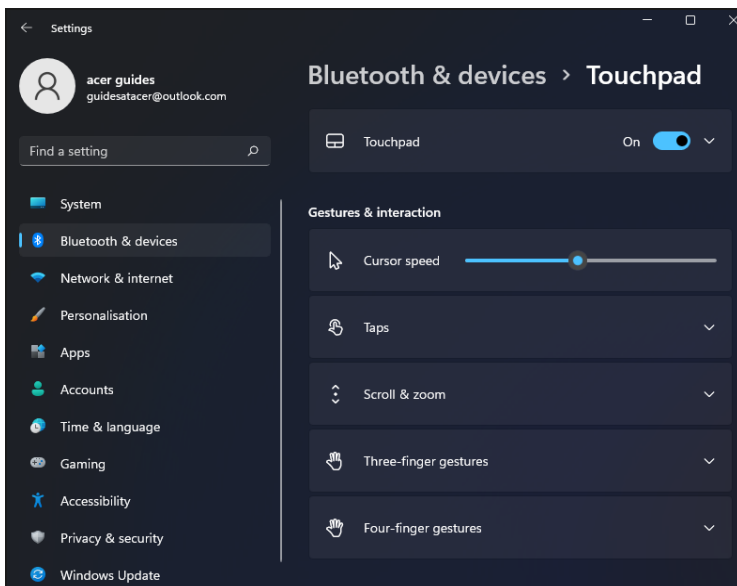 Settings
acer guides
guidesatacer@outlook.com
Find a setting
System
Bluetooth & devices
Network & internet
Personalisation
Apps
Accounts
Time & language
Gaming
Accessibility
Privacy & security
Windows Update
Bluetooth & devices > Touchpad
Touchpad On
Gestures & interaction
Cursor speed
Taps
Scroll & zoom
Three-finger gestures
Four-finger gestures